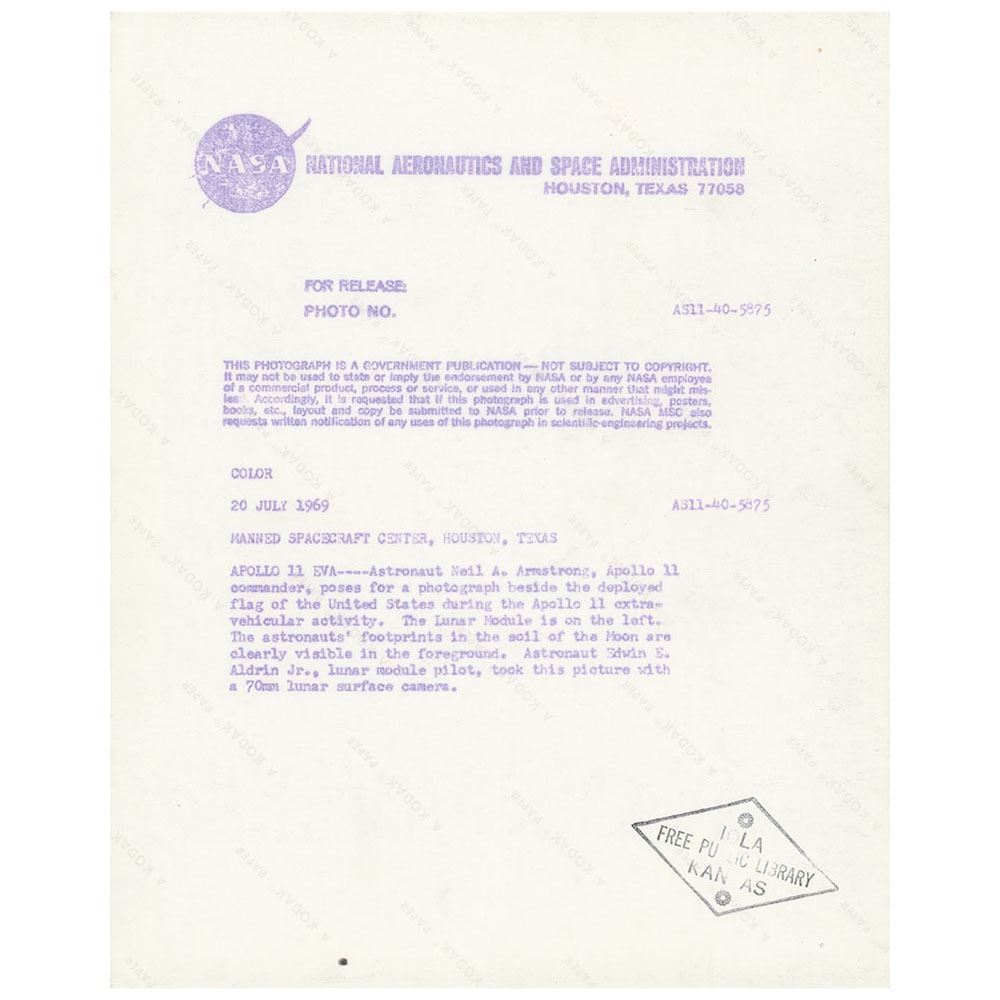 NASA
NATIONAL AERONAUTICS AND SPACE ADMINISTRATION
HOUSTON, TEXAS 77058
FOR RELEASE:
PHOTO NO. AS11-40-5875
THIS PHOTOGRAPH IS A GOVERNMENT PUBLICATION — NOT SUBJECT TO COPYRIGHT.
It may not be used to state or imply the endorsement by NASA or by any NASA employee
of a commercial product, process or service, or used in any other manner that might mis-
lea . Accordingly, it is requested that if this photograph is used in advertising, posters,
books, etc., layout and copy be submitted to NASA prior to release. NASA MSC also
requests written notification of any uses of this photograph in scientific-engineering projects.
COLOR
20 JULY 1969 AS11-40-5875
MANNED SPACECRAFT CENTER, HOUSTON, TEXAS
APOLLO 11 EVA----Astronaut Neil A. Armstrong, Apollo 11
commander, poses for a photograph beside the deployed
flag of the United States during the Apollo 11 extra-
vehicular activity. The Lunar Module is on the left.
The astronauts' footprints in the soil of the Moon are
clearly visible in the foreground. Astronaut Edwin E.
Aldrin Jr., lunar module pilot, took this picture with
a 70mm lunar surface camera.
IOLA
FREE PU IC LIBRARY
KAN AS
A KODAK® PAPER